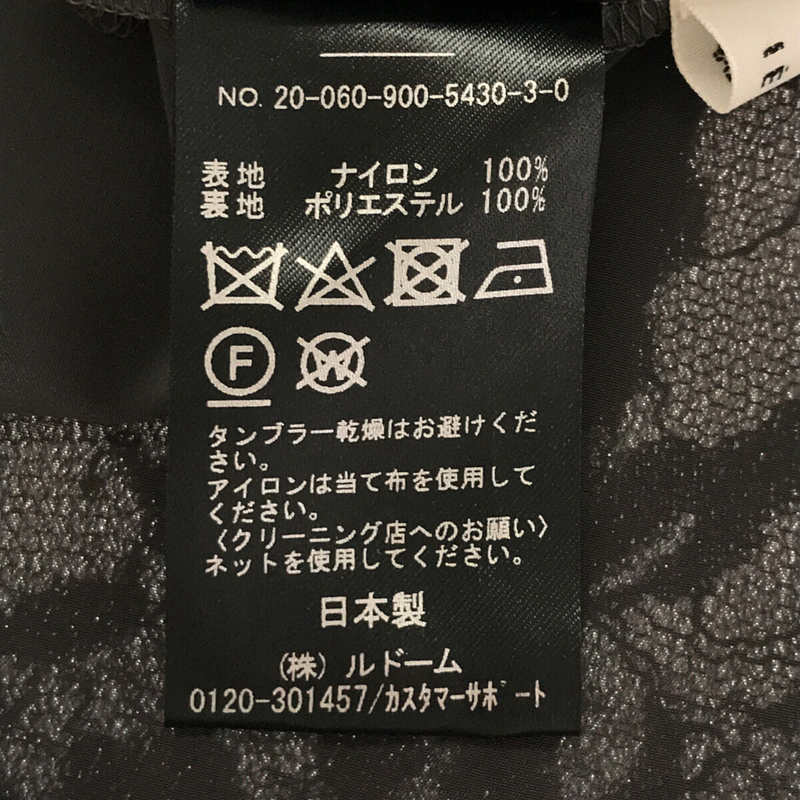 NO. 20-060-900-5430-3-0
表地 ナイロン 100%
裏地 ポリエステル 100%
F W
タンブラー乾燥はお避けくだ
さい。
アイロンは当て布を使用して
ください。
〈クリーニング店へのお願い〉
ネットを使用してください。
日本製
(株) ルドーム
0120-301457/カスタマーサポート